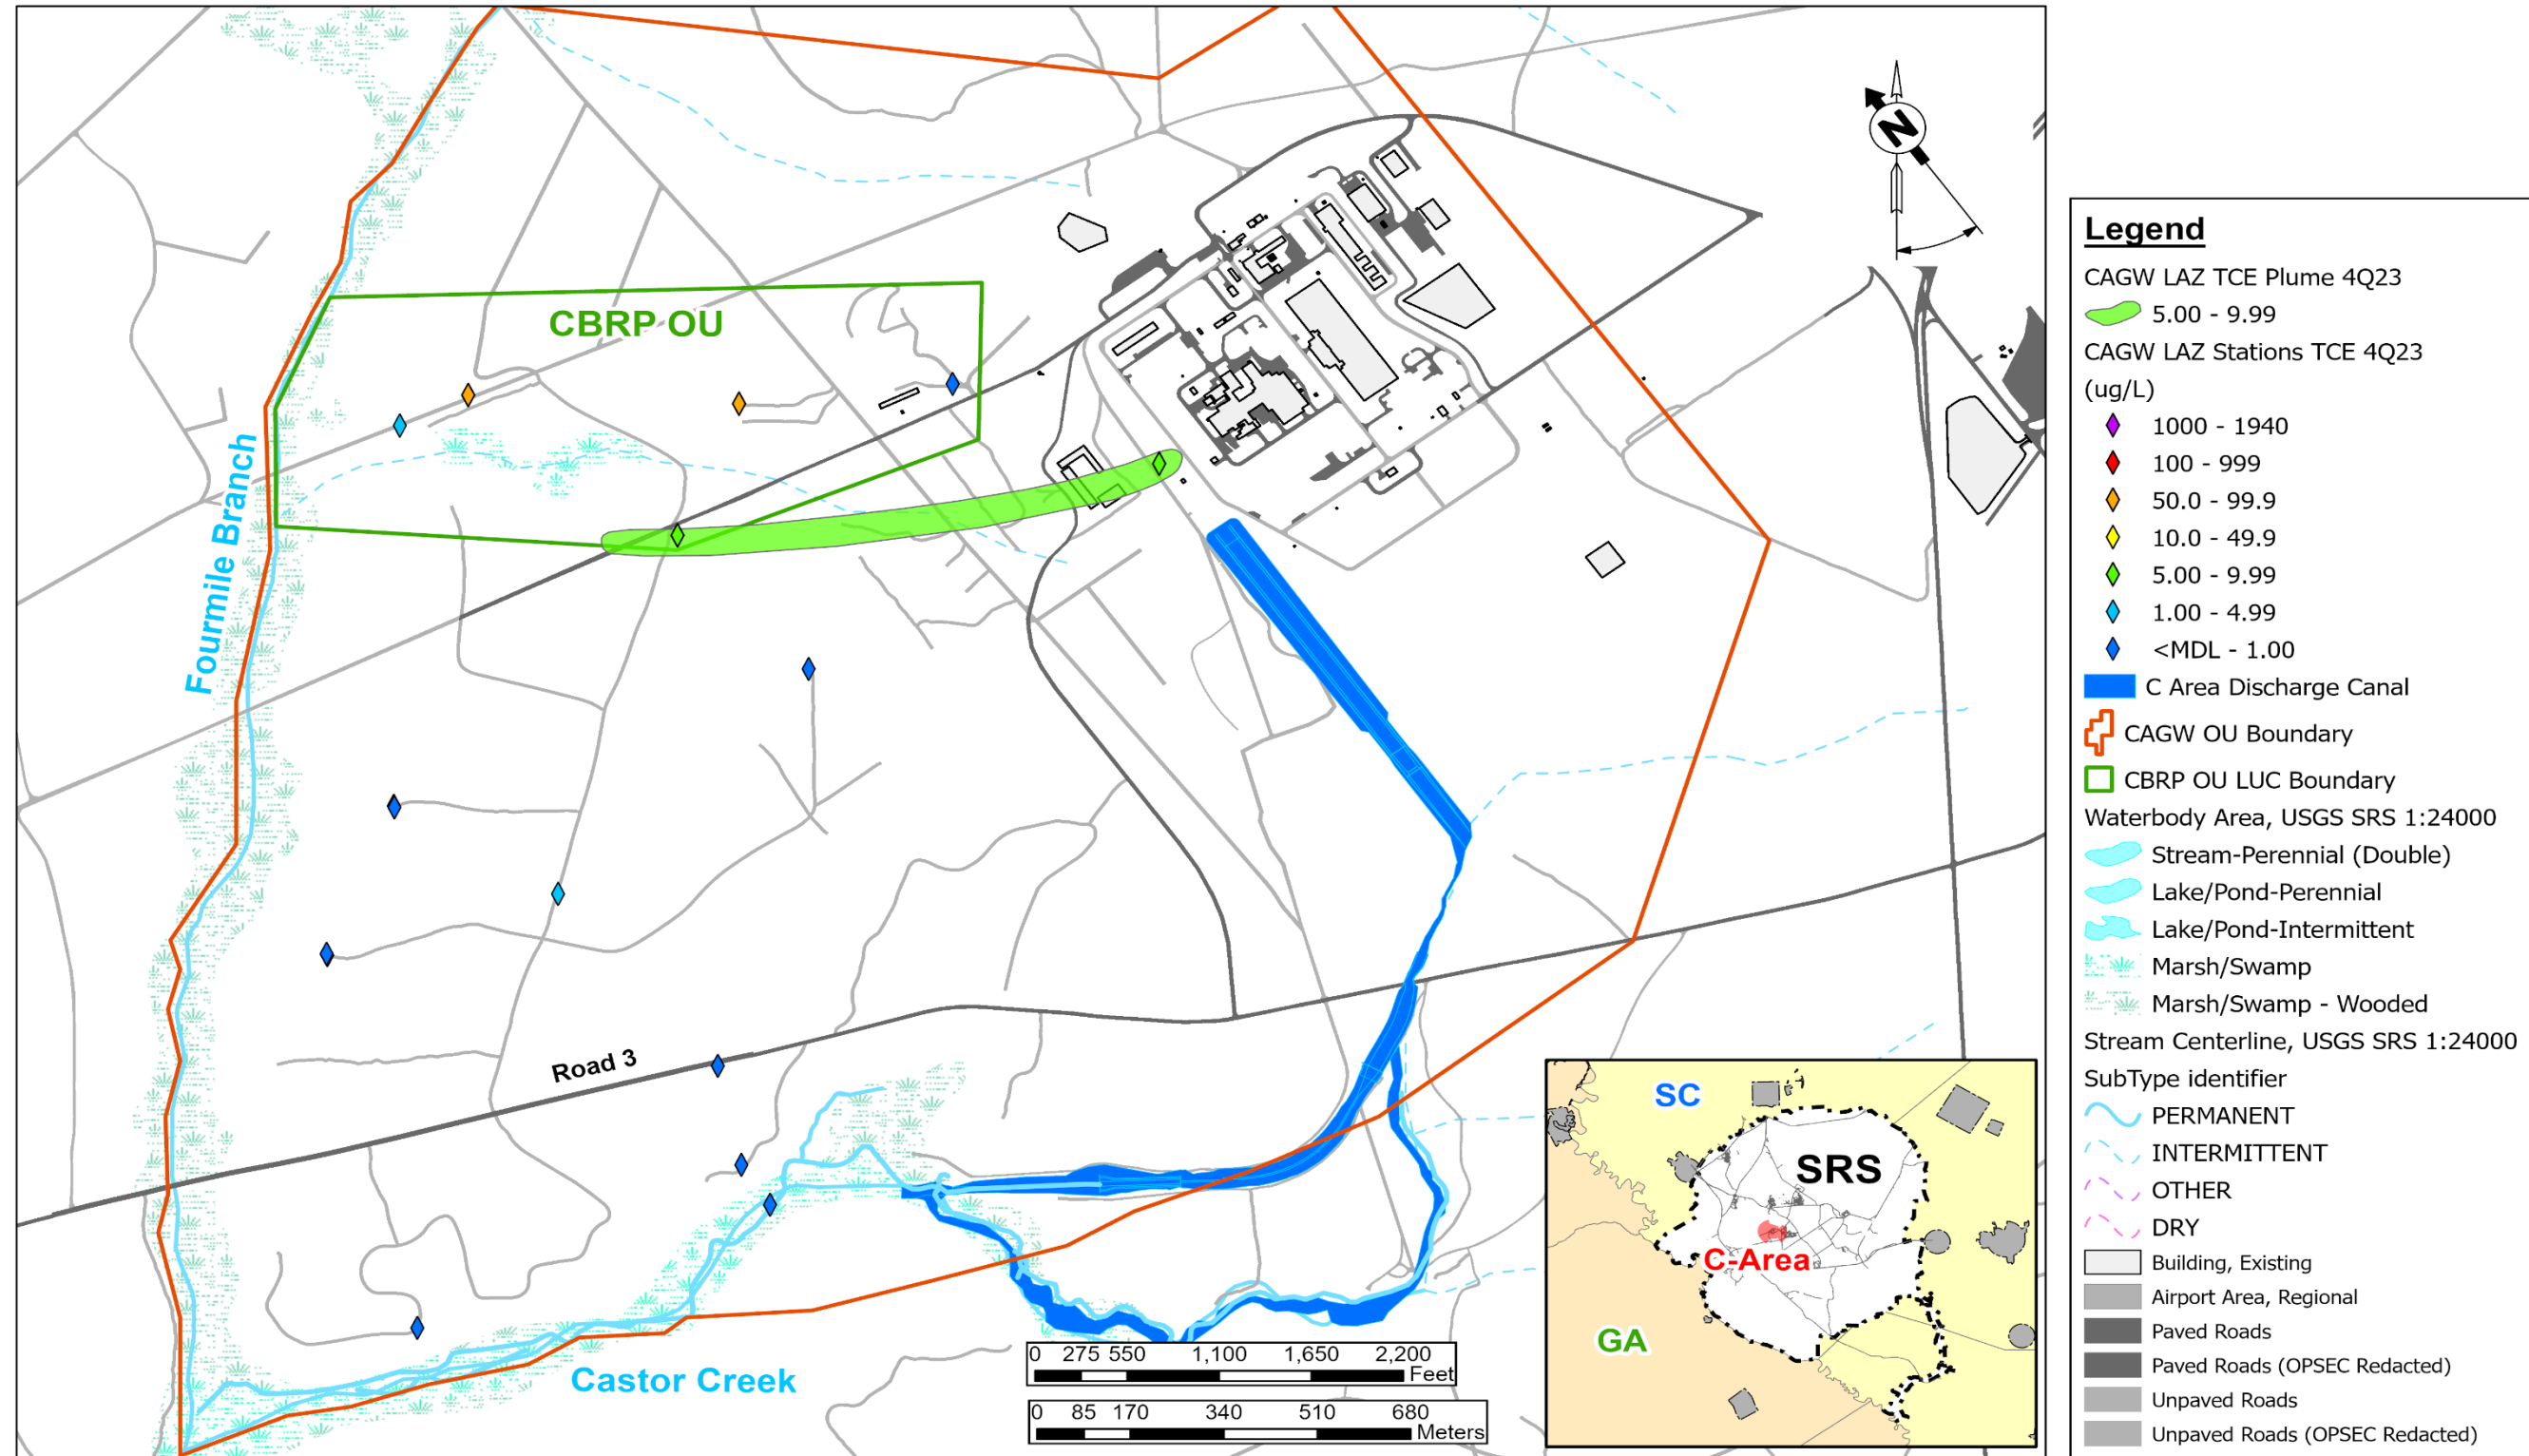 CBRP OU
Fourmile Branch
Road 3
Castor Creek
N
0 275 550 1,100 1,650 2,200
Feet
0 85 170 340 510 680
Meters
SC
SRS
C-Area
GA
Legend
CAGW LAZ TCE Plume 4Q23
5.00 - 9.99
CAGW LAZ Stations TCE 4Q23
(ug/L)
1000 - 1940
100 - 999
50.0 - 99.9
10.0 - 49.9
5.00 - 9.99
1.00 - 4.99
<MDL - 1.00
C Area Discharge Canal
CAGW OU Boundary
CBRP OU LUC Boundary
Waterbody Area, USGS SRS 1:24000
Stream-Perennial (Double)
Lake/Pond-Perennial
Lake/Pond-Intermittent
Marsh/Swamp
Marsh/Swamp - Wooded
Stream Centerline, USGS SRS 1:24000
SubType identifier
PERMANENT
INTERMITTENT
OTHER
DRY
Building, Existing
Airport Area, Regional
Paved Roads
Paved Roads (OPSEC Redacted)
Unpaved Roads
Unpaved Roads (OPSEC Redacted)